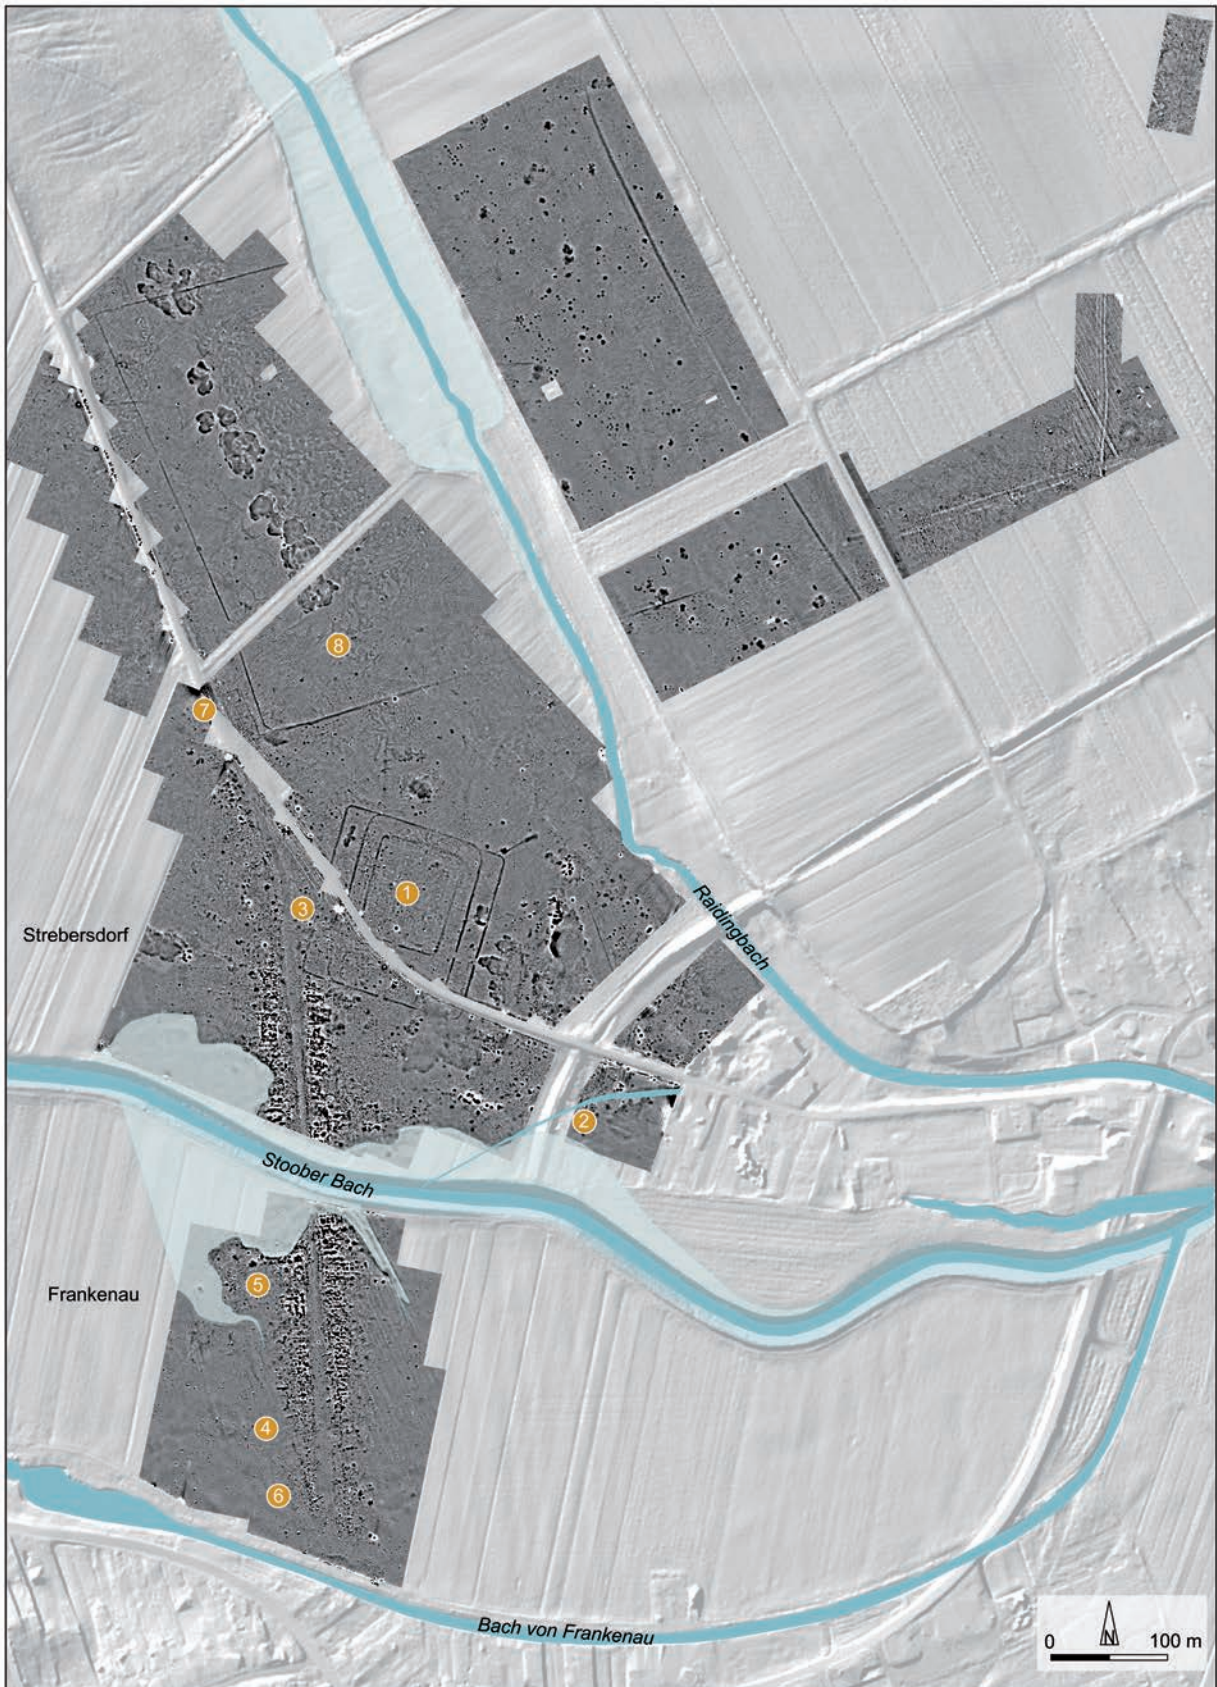 8
7
1
3
Raidingbach
Strebersdorf
2
Stoober Bach
5
Frankenau
4
6
Bach von Frankenau
N
0 100 m